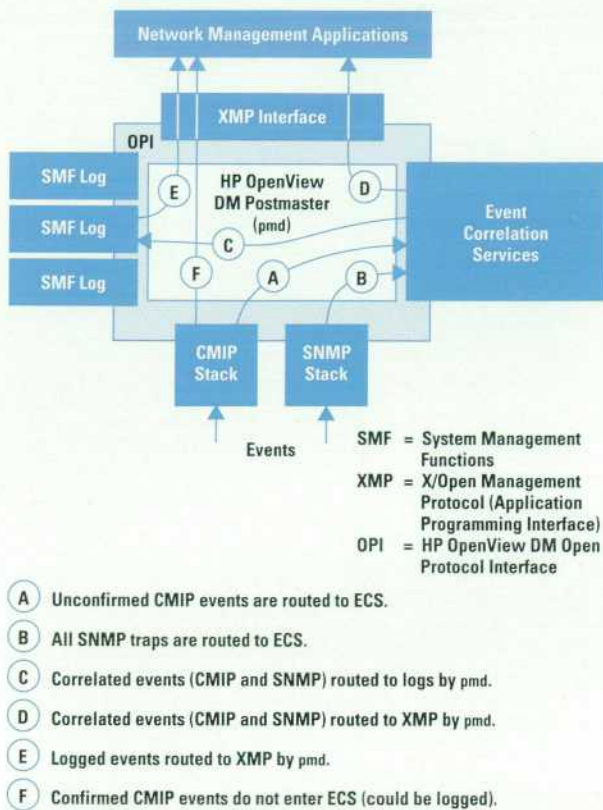 Network Management Applications
XMP Interface
OPI
SMF Log
SMF Log
SMF Log
HP OpenView
DM Postmaster
(pmd)
E
D
C
F
A
B
Event
Correlation
Services
CMIP
Stack
SNMP
Stack
Events
SMF = System Management
Functions
XMP = X/Open Management
Protocol (Application
Programming Interface)
OPI = HP OpenView DM Open
Protocol Interface
A Unconfirmed CMIP events are routed to ECS.
B All SNMP traps are routed to ECS.
C Correlated events (CMIP and SNMP) routed to logs by pmd.
D Correlated events (CMIP and SNMP) routed to XMP by pmd.
E Logged events routed to XMP by pmd.
F Confirmed CMIP events do not enter ECS (could be logged).